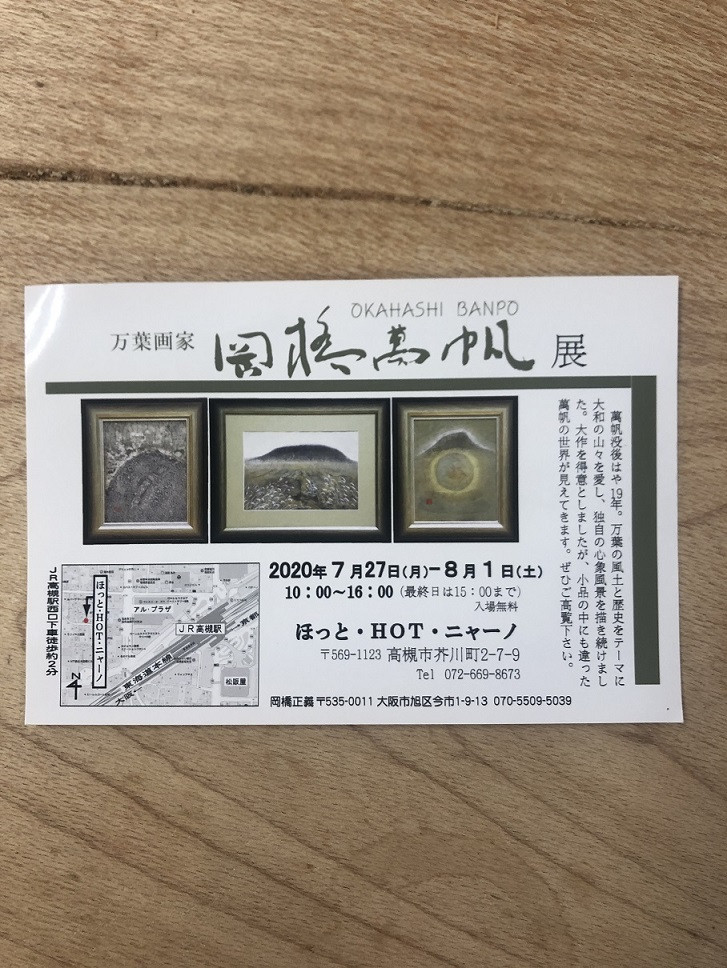 OKAHASHI BANPO
万葉画家 岡橋萬帆 展
萬帆没後はや19年。万葉の風土と歴史をテーマに
大和の山々を愛し、独自の心象風景を描き続けまし
た。大作を得意としましたが、小品の中にも違った
萬帆の世界が見えてきます。ぜひご高覧下さい。
2020年7月27日(月)−8月1日(土)
10:00〜16:00（最終日は15:00まで）
入場無料
ほっと・HOT・ニャーノ
〒569-1123 高槻市芥川町2-7-9
Tel 072-669-8673
岡橋正義 〒535-0011 大阪市旭区今市1-9-13 070-5509-5039
JR高槻駅西口下車徒歩約2分
ほっと・HOT・ニャーノ
アル・プラザ
JR高槻駅
京都
東海道本線
大阪
松阪屋
N